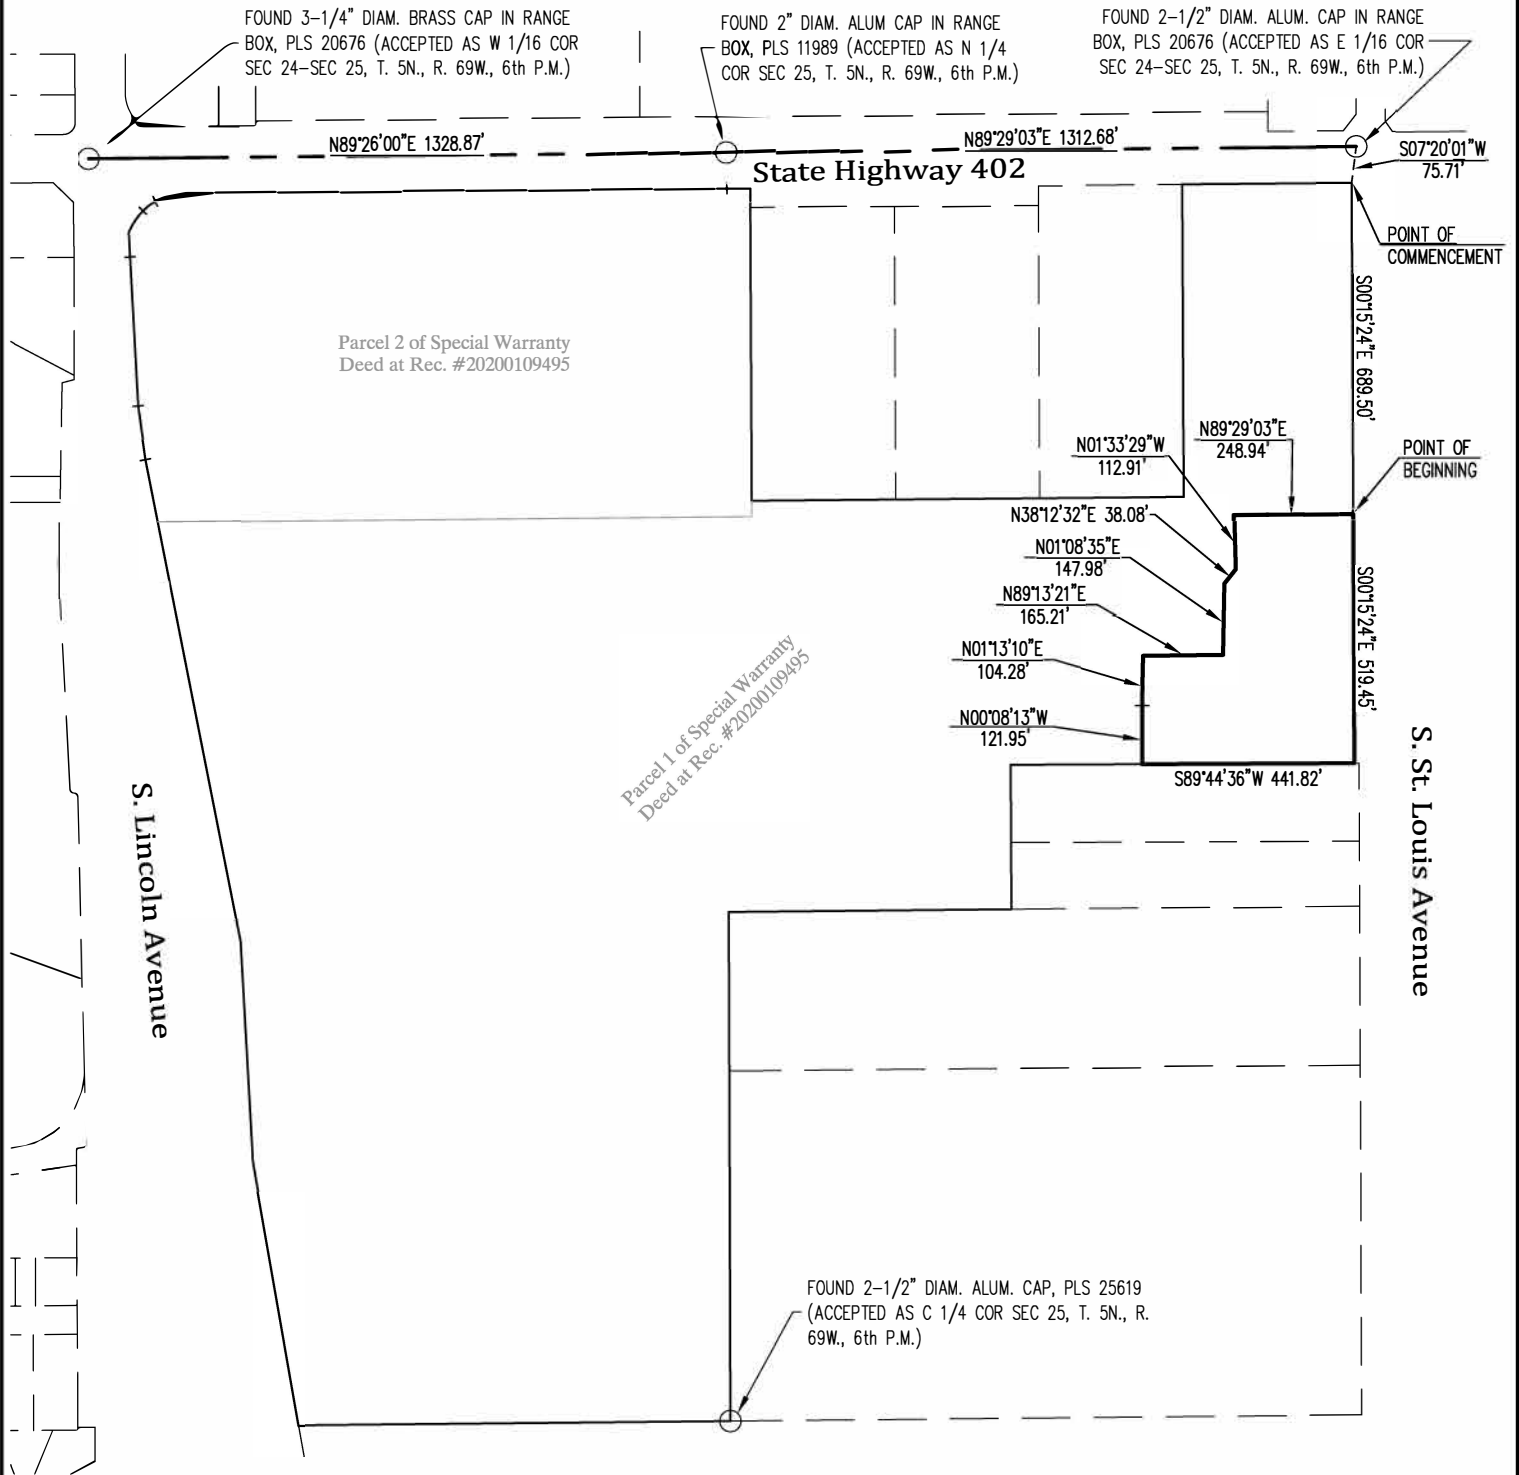 FOUND 3-1/4" DIAM. BRASS CAP IN RANGE
BOX, PLS 20676 (ACCEPTED AS W 1/16 COR
SEC 24-SEC 25, T. 5N., R. 69W., 6th P.M.)
FOUND 2" DIAM. ALUM CAP IN RANGE
BOX, PLS 11989 (ACCEPTED AS N 1/4
COR SEC 25, T. 5N., R. 69W., 6th P.M.)
FOUND 2-1/2" DIAM. ALUM. CAP IN RANGE
BOX, PLS 20676 (ACCEPTED AS E 1/16 COR
SEC 24-SEC 25, T. 5N., R. 69W., 6th P.M.)
N89°26'00"E 1328.87'
N89°29'03"E 1312.68'
State Highway 402
S07°20'01"W
75.71'
POINT OF
COMMENCEMENT
S00°15'24"E 689.50'
Parcel 2 of Special Warranty
Deed at Rec. #20200109495
N01°33'29"W
112.91'
N89°29'03"E
248.94'
POINT OF
BEGINNING
N38°12'32"E 38.08'
N01°08'35"E
147.98'
N89°13'21"E
165.21'
N01°13'10"E
104.28'
N00°08'13"W
121.95'
S00°15'24"E 519.45'
S89°44'36"W 441.82'
Parcel 1 of Special Warranty
Deed at Rec. #20200109495
S. Lincoln Avenue
S. St. Louis Avenue
FOUND 2-1/2" DIAM. ALUM. CAP, PLS 25619
(ACCEPTED AS C 1/4 COR SEC 25, T. 5N., R.
69W., 6th P.M.)